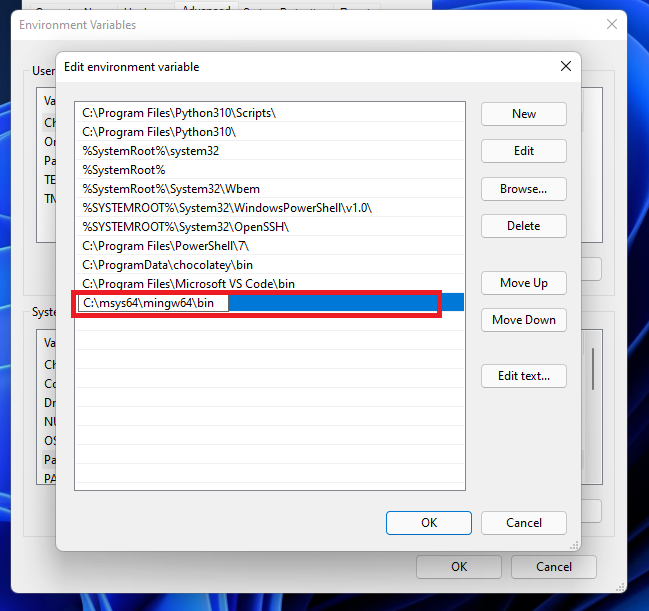 Advanced
Environment Variables
User
Edit environment variable
C:\Program Files\Python310\Scripts\
C:\Program Files\Python310\
%SystemRoot%\system32
%SystemRoot%
%SystemRoot%\System32\Wbem
%SYSTEMROOT%\System32\WindowsPowerShell\v1.0\
%SYSTEMROOT%\System32\OpenSSH\
C:\Program Files\PowerShell\7\
C:\ProgramData\chocolatey\bin
C:\Program Files\Microsoft VS Code\bin
C:\msys64\mingw64\bin
New
Edit
Browse...
Delete
Move Up
Move Down
Edit text...
OK
Cancel
Va
Ch
On
Pa
TE
Syste
Va
Ch
Co
Dr
NU
OS
Pa
PA
OK
Cancel